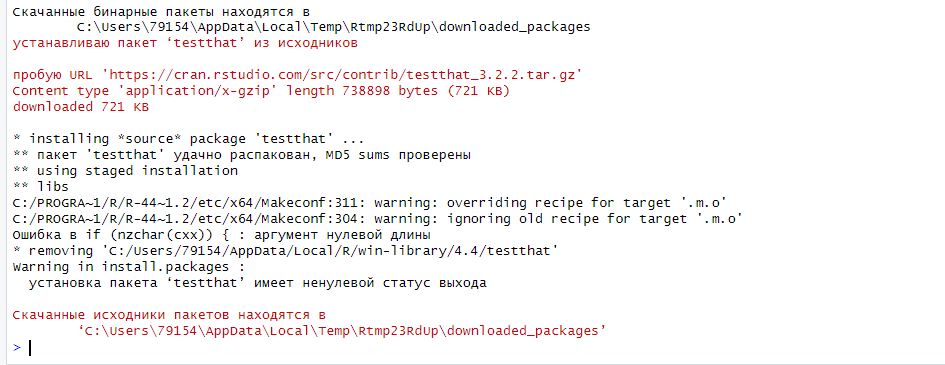 Скачанные бинарные пакеты находятся в
C:\Users\79154\AppData\Local\Temp\Rtmp23RdUp\downloaded_packages
устанавливаю пакет ‘testthat’ из исходников
пробую URL 'https://cran.rstudio.com/src/contrib/testthat_3.2.2.tar.gz'
Content type 'application/x-gzip' length 738898 bytes (721 KB)
downloaded 721 KB
* installing *source* package 'testthat' ...
** пакет 'testthat' удачно распакован, MD5 sums проверены
** using staged installation
** libs
C:/PROGRA~1/R/R-44~1.2/etc/x64/Makeconf:311: warning: overriding recipe for target '.m.o'
C:/PROGRA~1/R/R-44~1.2/etc/x64/Makeconf:304: warning: ignoring old recipe for target '.m.o'
Ошибка в if (nzchar(cxx)) { : аргумент нулевой длины
* removing 'C:/Users/79154/AppData/Local/R/win-library/4.4/testthat'
Warning in install.packages :
установка пакета ‘testthat’ имеет ненулевой статус выхода
Скачанные исходники пакетов находятся в
‘C:\Users\79154\AppData\Local\Temp\Rtmp23RdUp\downloaded_packages’
>